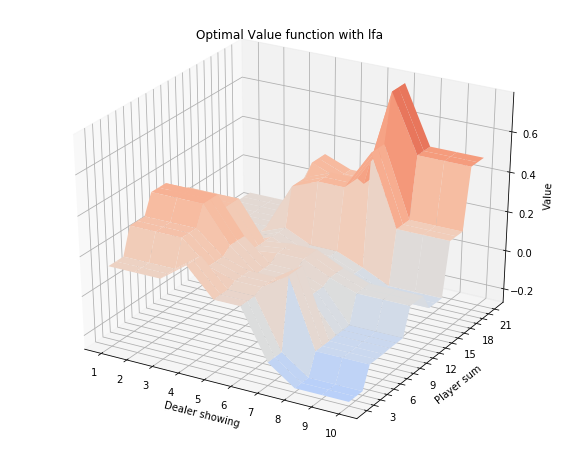 Optimal Value function with lfa
0.6
0.4
0.2
0.0
−0.2
Value
21
18
15
12
9
6
3
Player sum
1 2 3 4 5 6 7 8 9 10
Dealer showing